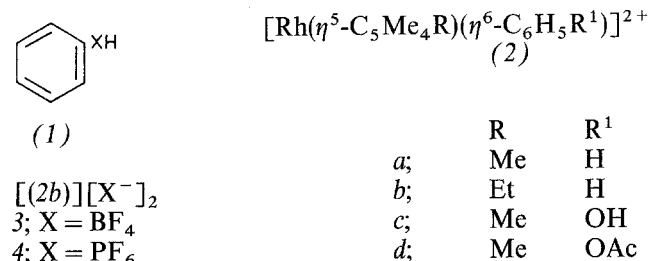 XH
(1)
[Rh(η⁵-C₅Me₄R)(η⁶-C₆H₅R¹)]²⁺
(2)
R R¹
a; Me H
b; Et H
c; Me OH
d; Me OAc
[(2b)][X⁻]₂
3; X = BF₄
4; X = PF₆